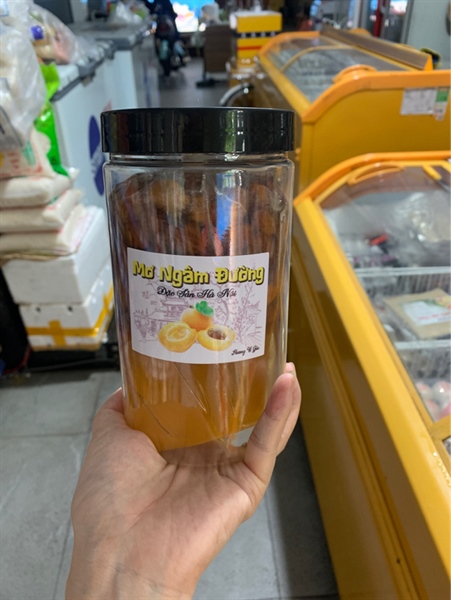 Mơ Ngâm Đường
Đặc Sản Hà Nội